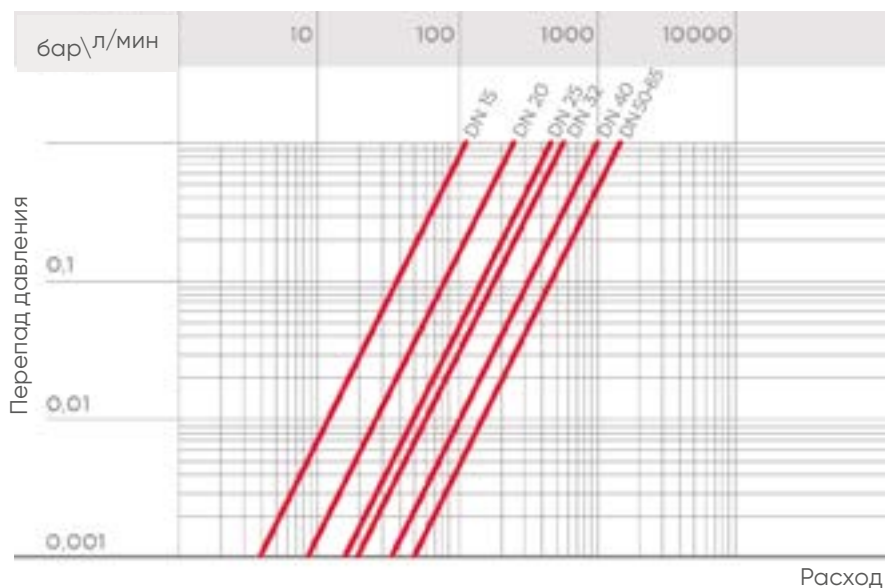 бар\л/мин
10 100 1000 10000
DN 15 DN 20 DN 25 DN 32 DN 40 DN 50-65
Перепад давления
0,1
0,01
0,001
Расход